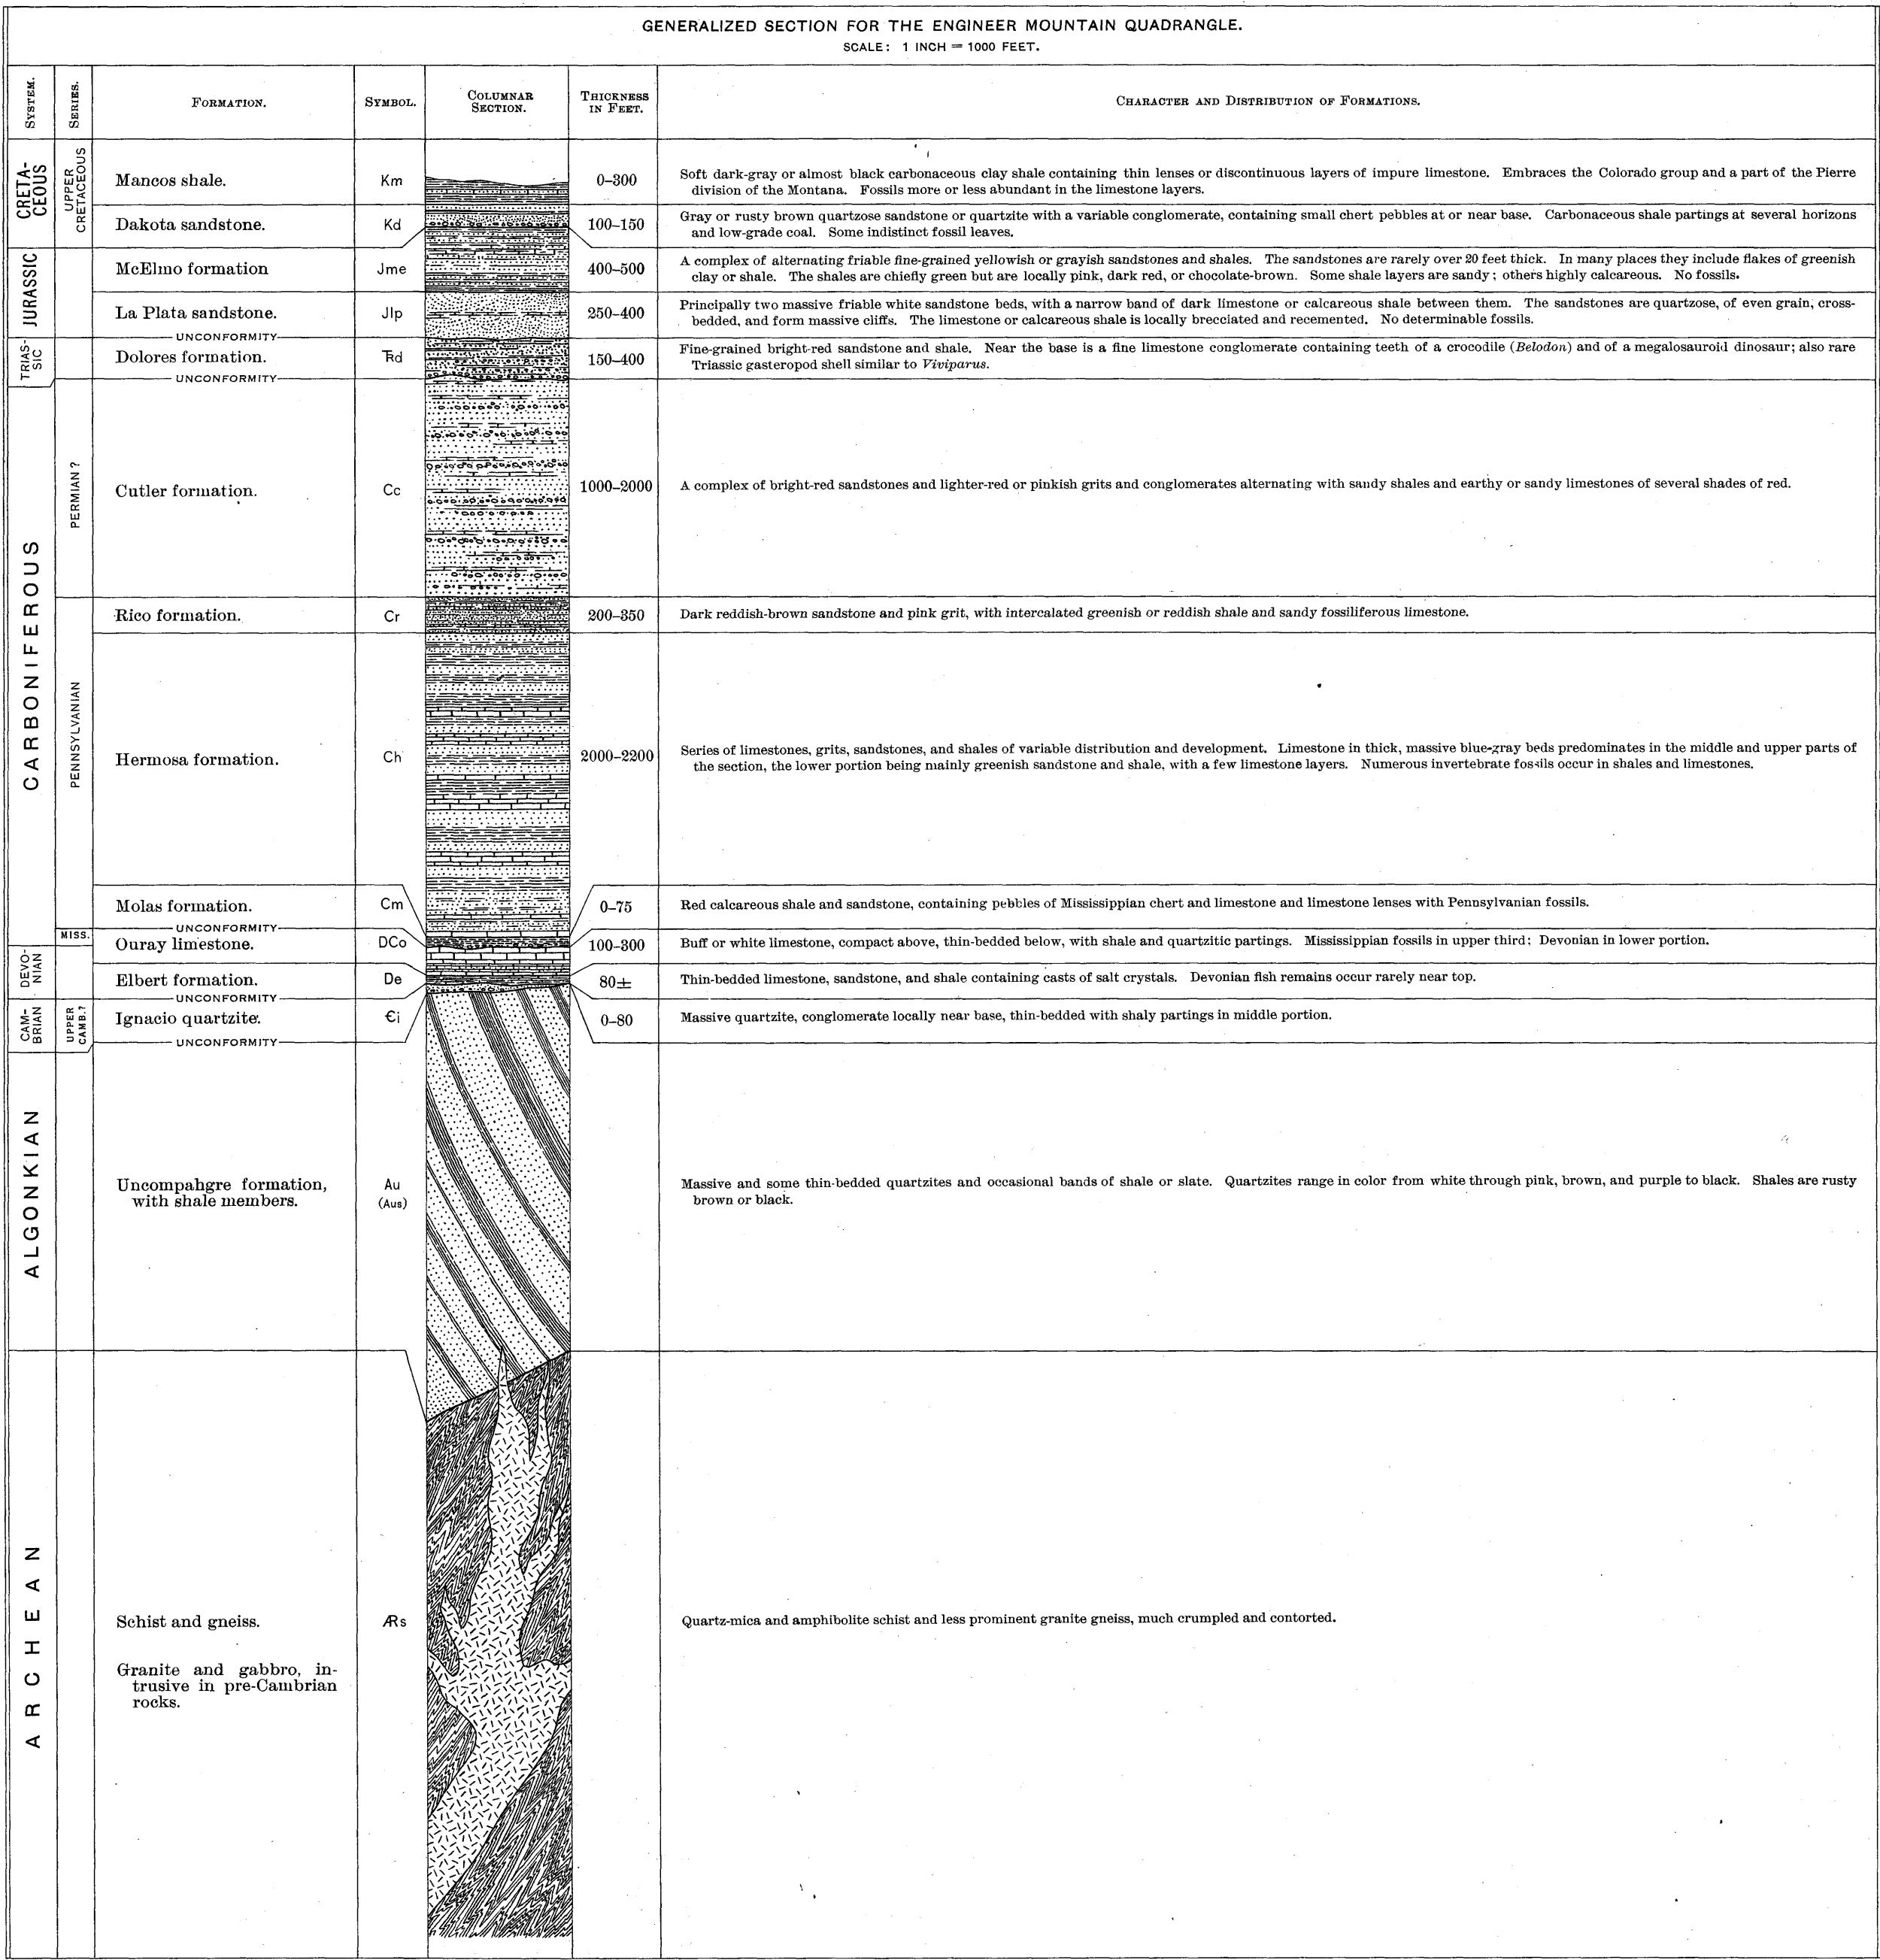 GENERALIZED SECTION FOR THE ENGINEER MOUNTAIN QUADRANGLE.
SCALE: 1 INCH = 1000 FEET.
SYSTEM.
SERIES.
FORMATION.
SYMBOL.
COLUMNAR
SECTION.
THICKNESS
IN FEET.
CHARACTER AND DISTRIBUTION OF FORMATIONS.
CRETA-
CEOUS
UPPER
CRETACEOUS
Mancos shale.
Km
0–300
Soft dark-gray or almost black carbonaceous clay shale containing thin lenses or discontinuous layers of impure limestone. Embraces the Colorado group and a part of the Pierre
division of the Montana. Fossils more or less abundant in the limestone layers.
Dakota sandstone.
Kd
100–150
Gray or rusty brown quartzose sandstone or quartzite with a variable conglomerate, containing small chert pebbles at or near base. Carbonaceous shale partings at several horizons
and low-grade coal. Some indistinct fossil leaves.
JURASSIC
McElmo formation
Jme
400–500
A complex of alternating friable fine-grained yellowish or grayish sandstones and shales. The sandstones are rarely over 20 feet thick. In many places they include flakes of greenish
clay or shale. The shales are chiefly green but are locally pink, dark red, or chocolate-brown. Some shale layers are sandy; others highly calcareous. No fossils.
La Plata sandstone.
Jlp
250–400
Principally two massive friable white sandstone beds, with a narrow band of dark limestone or calcareous shale between them. The sandstones are quartzose, of even grain, cross-
bedded, and form massive cliffs. The limestone or calcareous shale is locally brecciated and recemented. No determinable fossils.
UNCONFORMITY
TRIAS-
SIC
Dolores formation.
Ꞧd
150–400
Fine-grained bright-red sandstone and shale. Near the base is a fine limestone conglomerate containing teeth of a crocodile (Belodon) and of a megalosauroid dinosaur; also rare
Triassic gasteropod shell similar to Viviparus.
UNCONFORMITY
CARBONIFEROUS
PERMIAN ?
Cutler formation.
Cc
1000–2000
A complex of bright-red sandstones and lighter-red or pinkish grits and conglomerates alternating with sandy shales and earthy or sandy limestones of several shades of red.
PENNSYLVANIAN
Rico formation.
Cr
200–350
Dark reddish-brown sandstone and pink grit, with intercalated greenish or reddish shale and sandy fossiliferous limestone.
Hermosa formation.
Ch
2000–2200
Series of limestones, grits, sandstones, and shales of variable distribution and development. Limestone in thick, massive blue-gray beds predominates in the middle and upper parts of
the section, the lower portion being mainly greenish sandstone and shale, with a few limestone layers. Numerous invertebrate fossils occur in shales and limestones.
Molas formation.
Cm
0–75
Red calcareous shale and sandstone, containing pebbles of Mississippian chert and limestone and limestone lenses with Pennsylvanian fossils.
UNCONFORMITY
MISS.
Ouray limestone.
DCo
100–300
Buff or white limestone, compact above, thin-bedded below, with shale and quartzitic partings. Mississippian fossils in upper third; Devonian in lower portion.
DEVO-
NIAN
Elbert formation.
De
80±
Thin-bedded limestone, sandstone, and shale containing casts of salt crystals. Devonian fish remains occur rarely near top.
UNCONFORMITY
CAM-
BRIAN
UPPER
CAMB.?
Ignacio quartzite.
Єi
0–80
Massive quartzite, conglomerate locally near base, thin-bedded with shaly partings in middle portion.
UNCONFORMITY
ALGONKIAN
Uncompahgre formation,
with shale members.
Au
(Aus)
Massive and some thin-bedded quartzites and occasional bands of shale or slate. Quartzites range in color from white through pink, brown, and purple to black. Shales are rusty
brown or black.
ARCHEAN
Schist and gneiss.
ARs
Quartz-mica and amphibolite schist and less prominent granite gneiss, much crumpled and contorted.
Granite and gabbro, in-
trusive in pre-Cambrian
rocks.